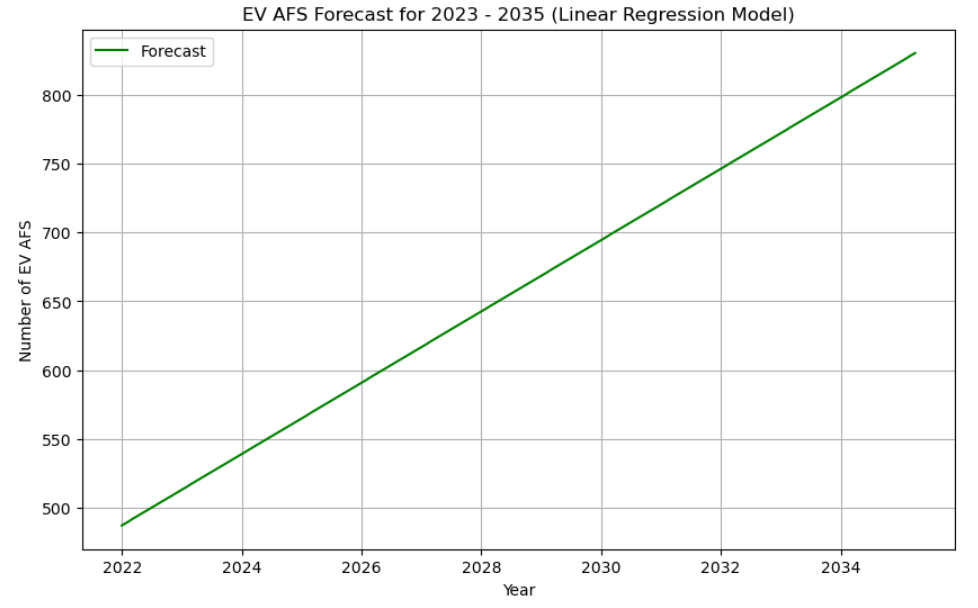 EV AFS Forecast for 2023 - 2035 (Linear Regression Model)
Forecast
800
750
700
650
600
550
500
Number of EV AFS
2022 2024 2026 2028 2030 2032 2034
Year